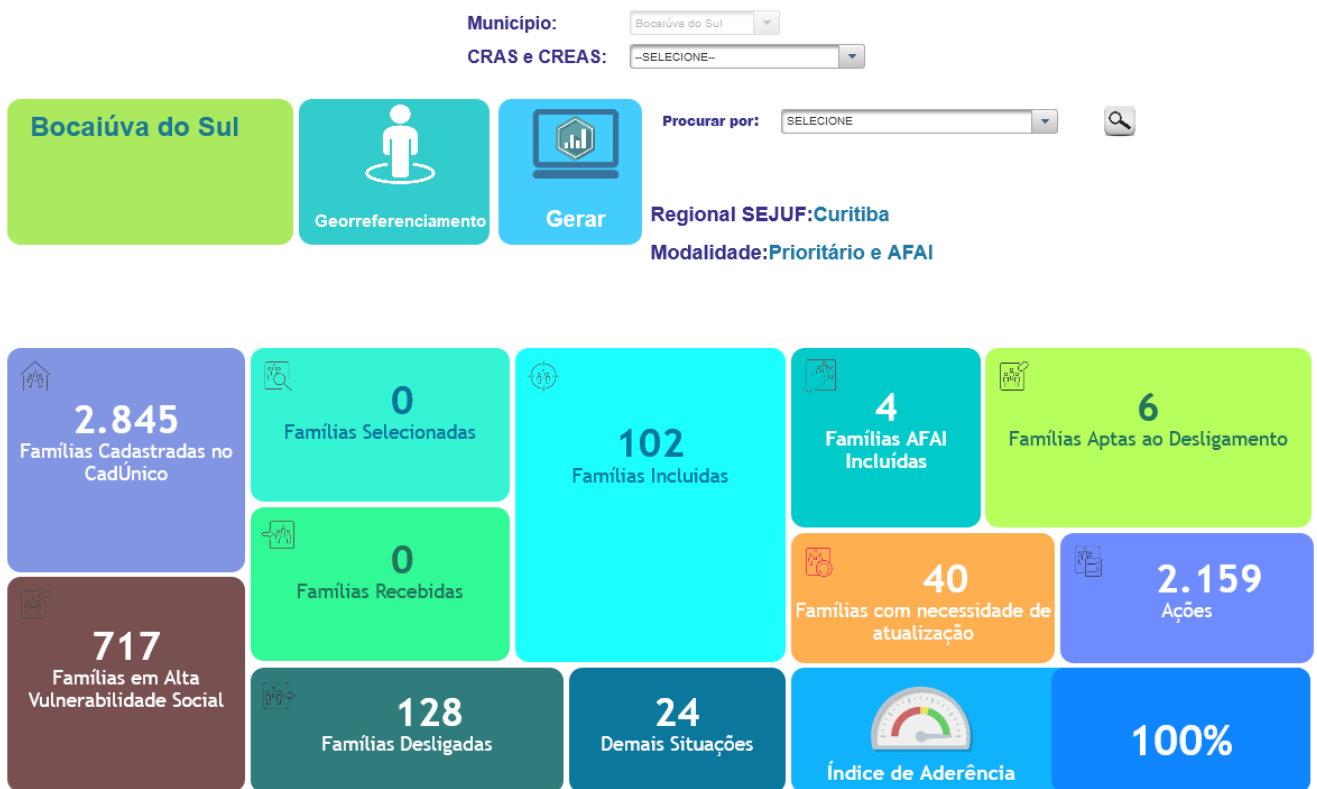 Município:
Bocaiúva do Sul
CRAS e CREAS:
--SELECIONE--
Bocaiúva do Sul
Georreferenciamento
Gerar
Procurar por:
SELECIONE
Regional SEJUF:Curitiba
Modalidade:Prioritário e AFAI
2.845
Famílias Cadastradas no
CadÚnico
0
Famílias Selecionadas
102
Famílias Incluidas
4
Famílias AFAI
Incluídas
6
Famílias Aptas ao Desligamento
0
Famílias Recebidas
40
Famílias com necessidade de
atualização
2.159
Ações
717
Famílias em Alta
Vulnerabilidade Social
128
Famílias Desligadas
24
Demais Situações
Índice de Aderência
100%